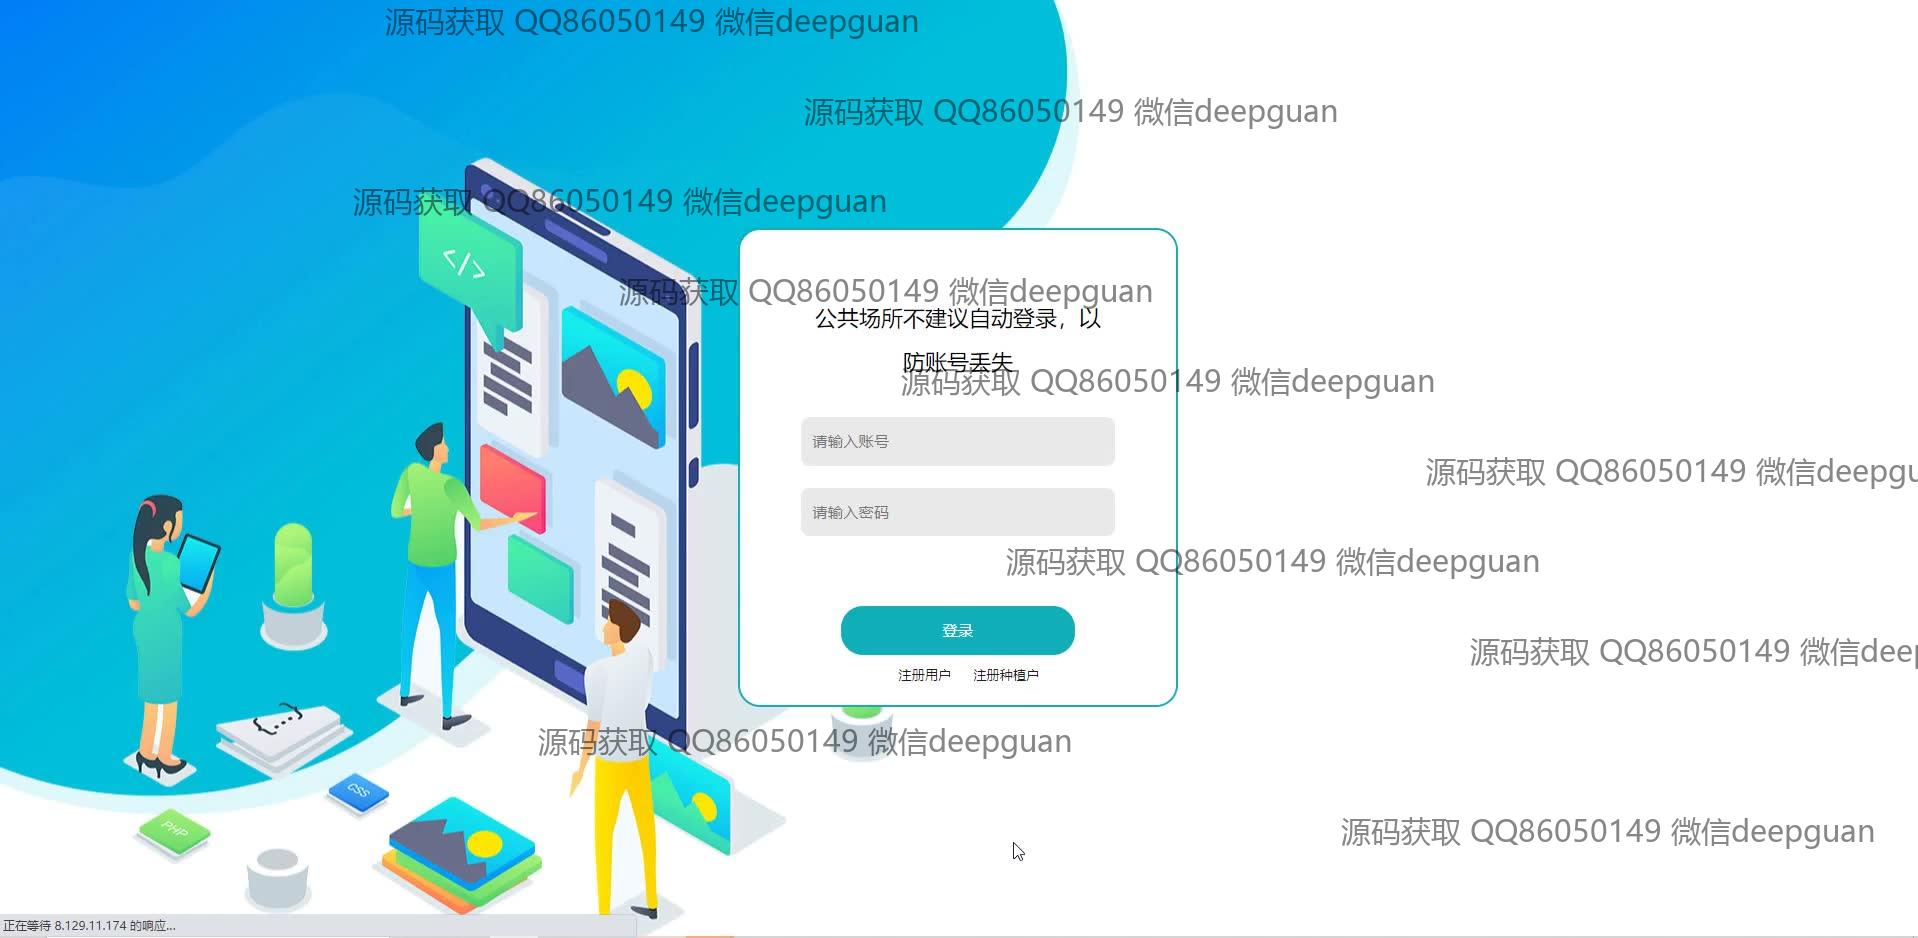 源码获取 QQ86050149 微信deepguan
源码获取 QQ86050149 微信deepguan
源码获取 QQ86050149 微信deepguan
</>
源码获取 QQ86050149 微信deepguan
公共场所不建议自动登录，以
防账号丢失
源码获取 QQ86050149 微信deepguan
请输入账号
源码获取 QQ86050149 微信deepgu
请输入密码
源码获取 QQ86050149 微信deepguan
登录
源码获取 QQ86050149 微信deep
注册用户 注册种植户
{...}
源码获取 QQ86050149 微信deepguan
CSS
PHP
源码获取 QQ86050149 微信deepguan
正在等待 8.129.11.174 的响应...